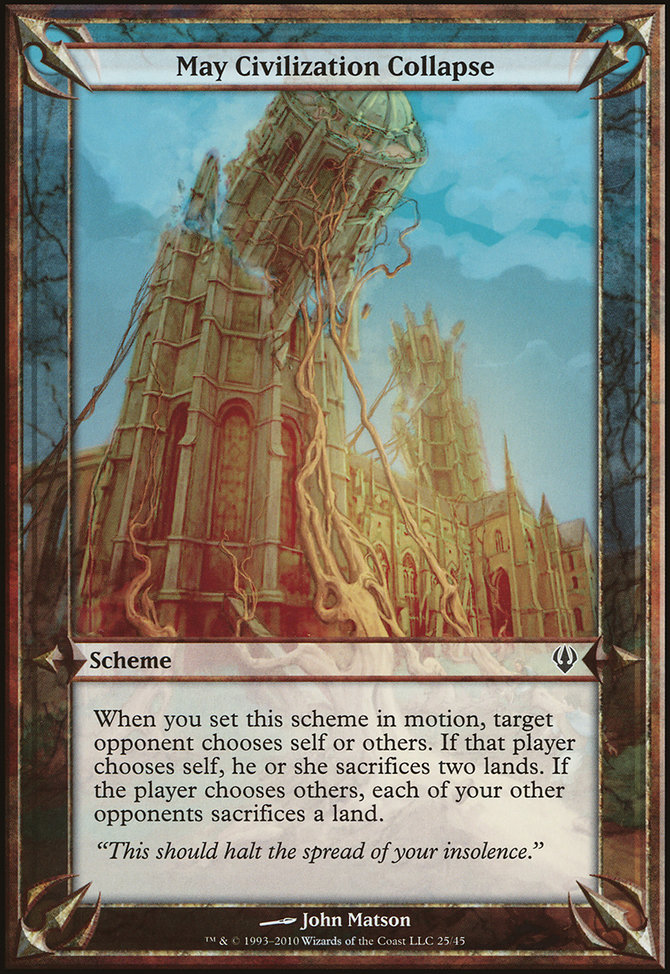 May Civilization Collapse
Scheme
When you set this scheme in motion, target
opponent chooses self or others. If that player
chooses self, he or she sacrifices two lands. If
the player chooses others, each of your other
opponents sacrifices a land.
“This should halt the spread of your insolence.”
John Matson
™ & © 1993–2010 Wizards of the Coast LLC 25/45